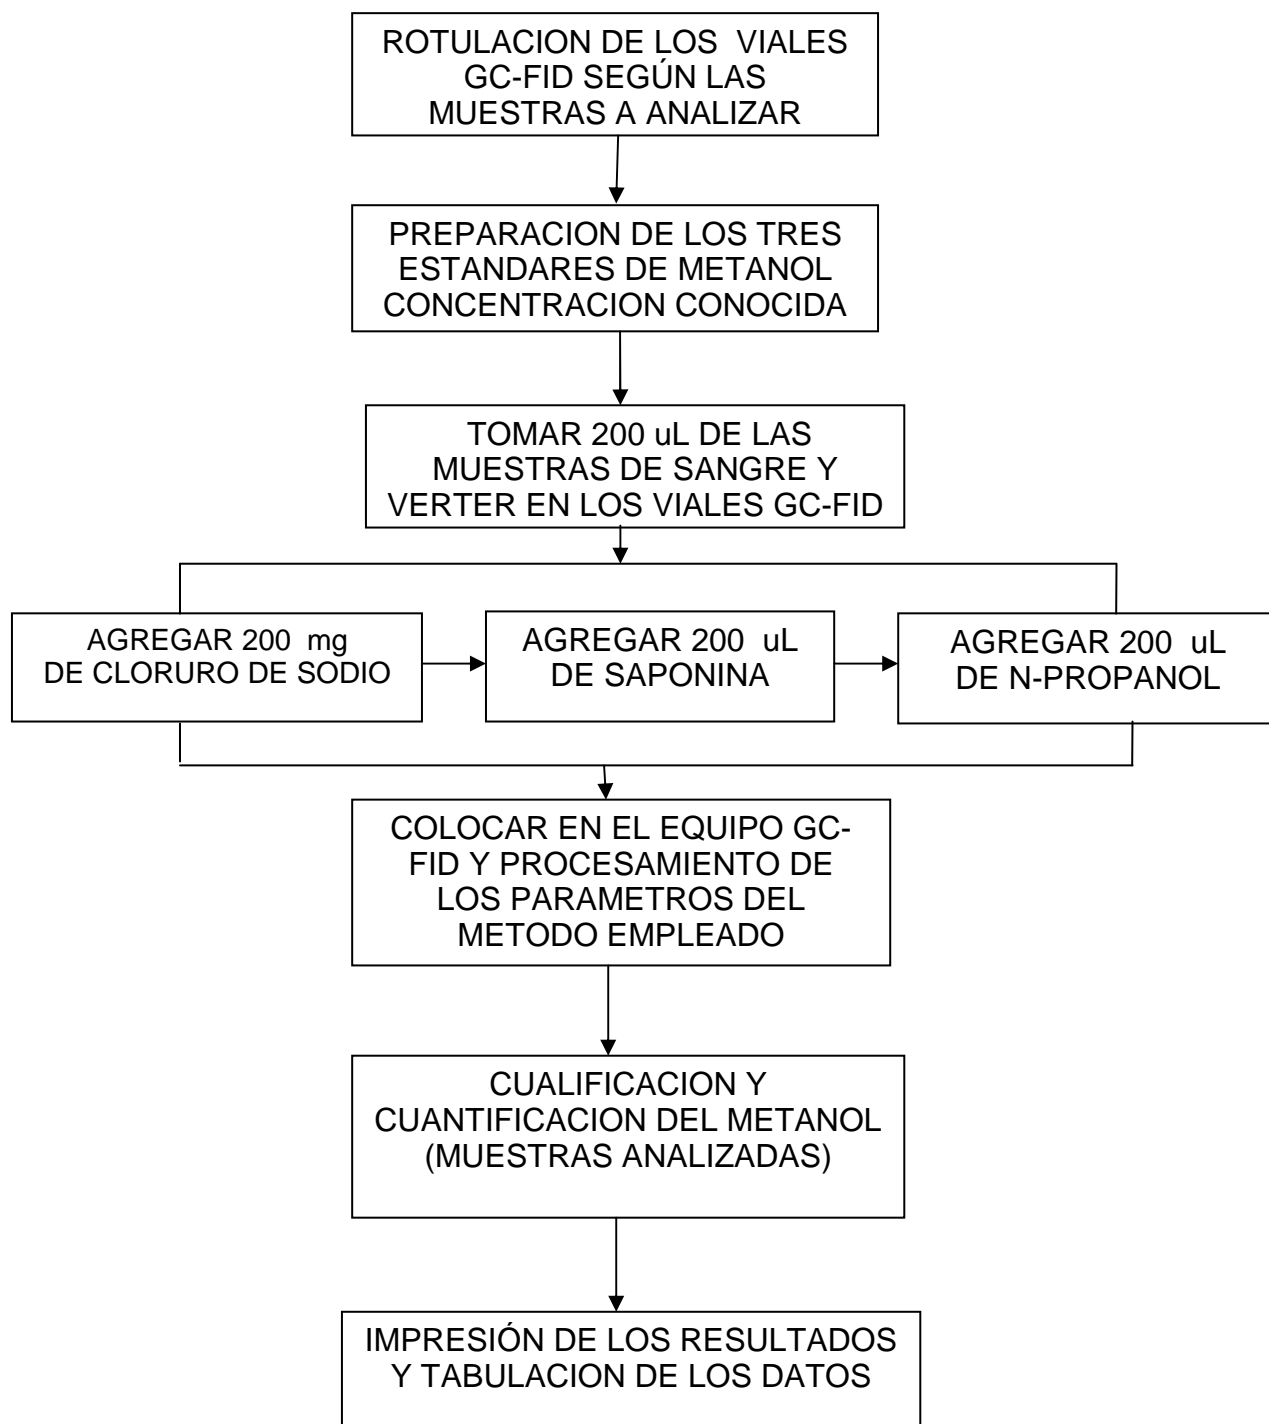 ROTULACION DE LOS VIALES
GC-FID SEGÚN LAS
MUESTRAS A ANALIZAR
PREPARACION DE LOS TRES
ESTANDARES DE METANOL
CONCENTRACION CONOCIDA
TOMAR 200 uL DE LAS
MUESTRAS DE SANGRE Y
VERTER EN LOS VIALES GC-FID
AGREGAR 200 mg
DE CLORURO DE SODIO
AGREGAR 200 uL
DE SAPONINA
AGREGAR 200 uL
DE N-PROPANOL
COLOCAR EN EL EQUIPO GC-
FID Y PROCESAMIENTO DE
LOS PARAMETROS DEL
METODO EMPLEADO
CUALIFICACION Y
CUANTIFICACION DEL METANOL
(MUESTRAS ANALIZADAS)
IMPRESIÓN DE LOS RESULTADOS
Y TABULACION DE LOS DATOS